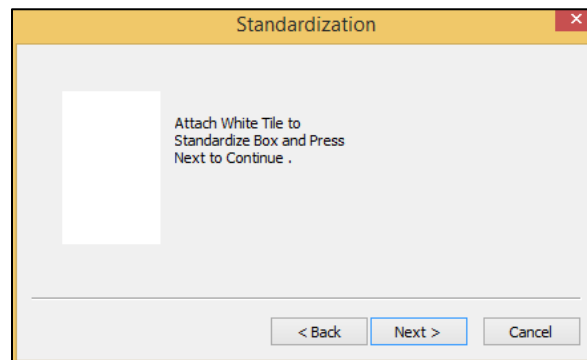 Standardization
Attach White Tile to
Standardize Box and Press
Next to Continue .
< Back
Next >
Cancel